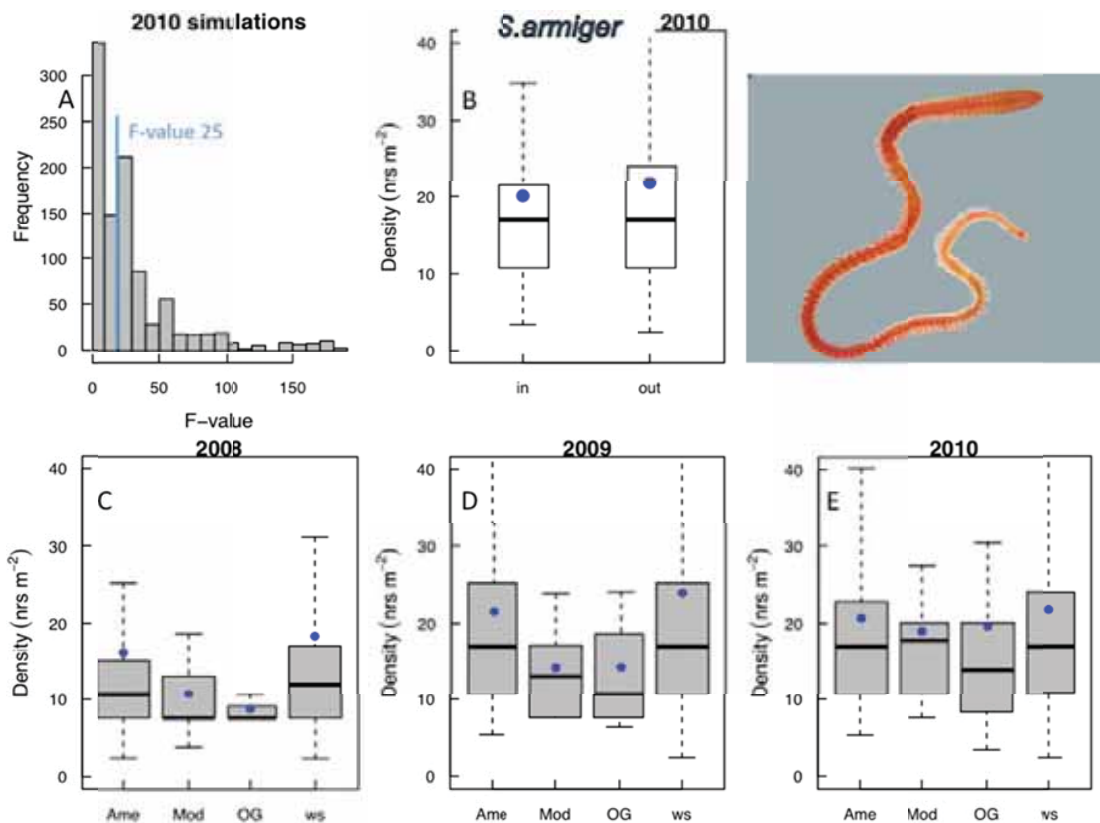 2010 simulations
A
F-value 25
Frequency
300
250
200
150
100
50
0
0 50 100 150
F-value
S.armiger 2010
B
Density (nrs m-2)
40
30
20
10
0
in out
2008
C
Density (nrs m-2)
40
30
20
10
0
Ame Mod OG ws
2009
D
Density (nrs m-2)
40
30
20
10
0
Ame Mod OG ws
2010
E
Density (nrs m-2)
40
30
20
10
0
Ame Mod OG ws